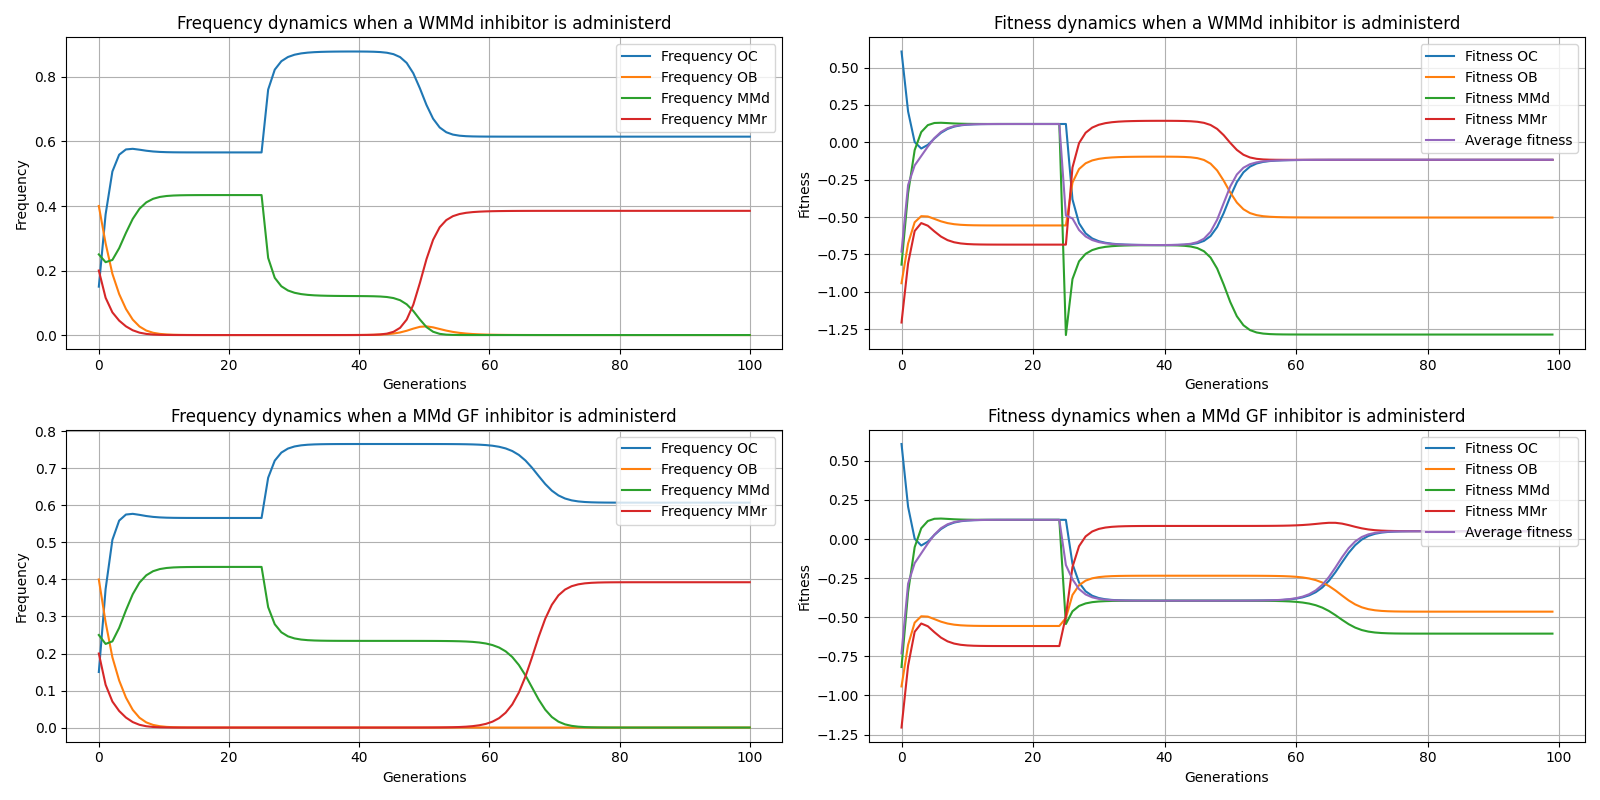 Frequency dynamics when a WMMd inhibitor is administerd
Frequency
0.8
0.6
0.4
0.2
0.0
0 20 40 60 80 100
Generations
Frequency OC
Frequency OB
Frequency MMd
Frequency MMr
Fitness dynamics when a WMMd inhibitor is administerd
Fitness
0.50
0.25
0.00
−0.25
−0.50
−0.75
−1.00
−1.25
0 20 40 60 80 100
Generations
Fitness OC
Fitness OB
Fitness MMd
Fitness MMr
Average fitness
Frequency dynamics when a MMd GF inhibitor is administerd
Frequency
0.8
0.7
0.6
0.5
0.4
0.3
0.2
0.1
0.0
0 20 40 60 80 100
Generations
Frequency OC
Frequency OB
Frequency MMd
Frequency MMr
Fitness dynamics when a MMd GF inhibitor is administerd
Fitness
0.50
0.25
0.00
−0.25
−0.50
−0.75
−1.00
−1.25
0 20 40 60 80 100
Generations
Fitness OC
Fitness OB
Fitness MMd
Fitness MMr
Average fitness